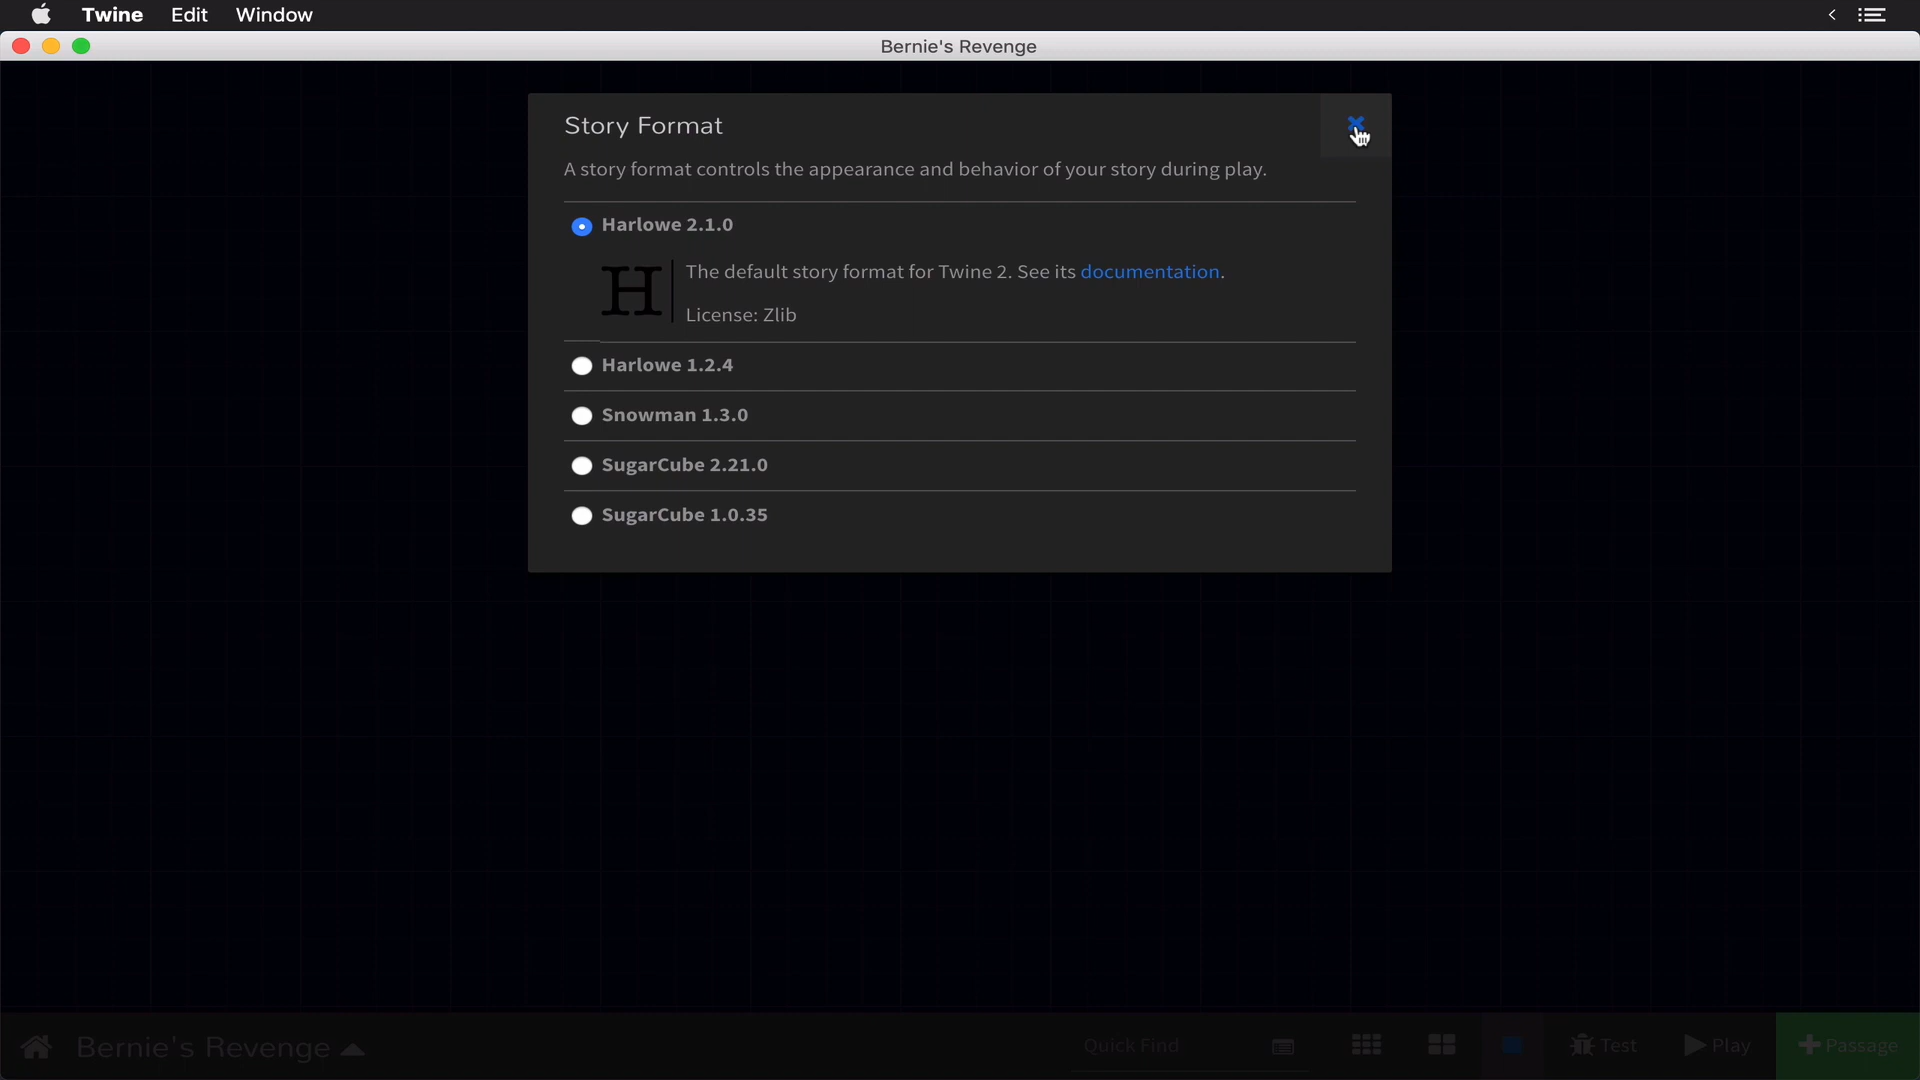 Twine Edit Window
Bernie's Revenge
Story Format
A story format controls the appearance and behavior of your story during play.
Harlowe 2.1.0
H
The default story format for Twine 2. See its documentation.
License: Zlib
Harlowe 1.2.4
Snowman 1.3.0
SugarCube 2.21.0
SugarCube 1.0.35
Bernie's Revenge Quick Find Test Play Passage